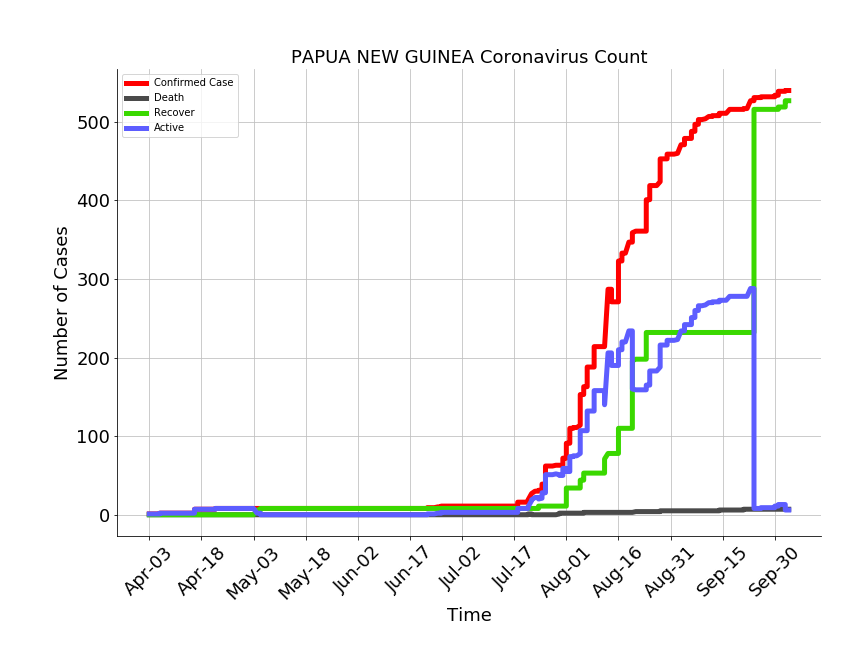 PAPUA NEW GUINEA Coronavirus Count
Confirmed Case
Death
Recover
Active
Number of Cases
500
400
300
200
100
0
Apr-03
Apr-18
May-03
May-18
Jun-02
Jun-17
Jul-02
Jul-17
Aug-01
Aug-16
Aug-31
Sep-15
Sep-30
Time